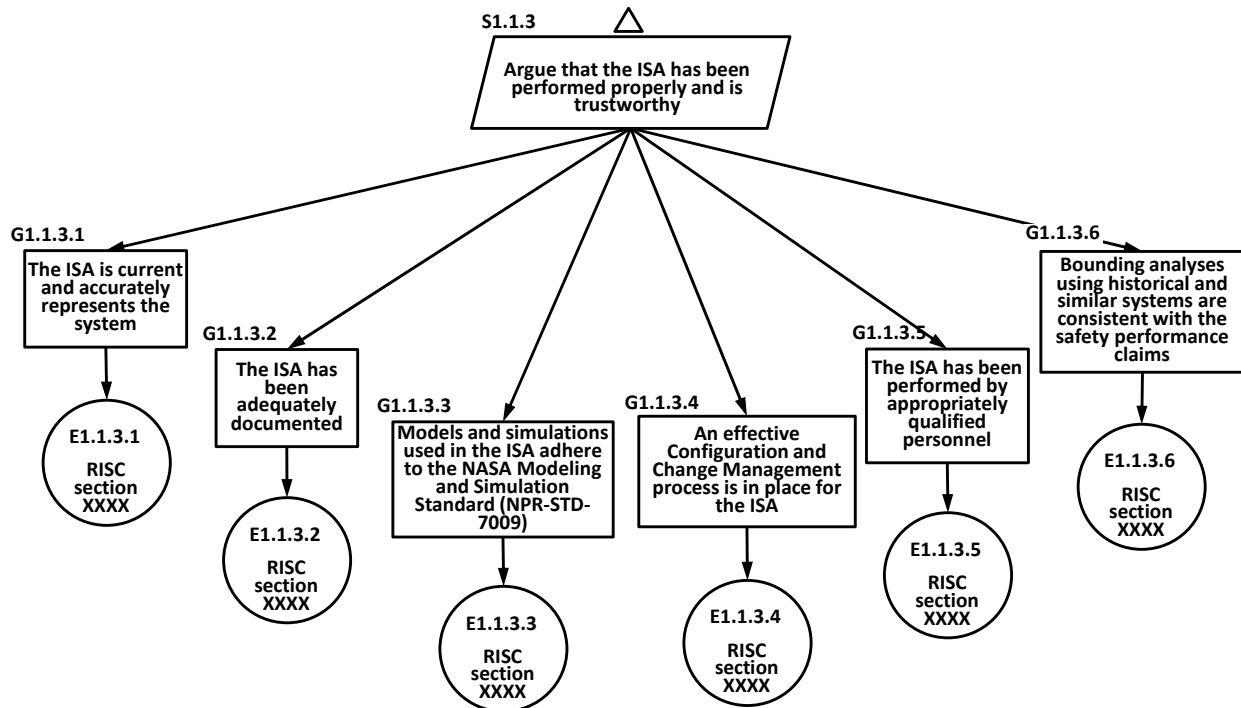 S1.1.3
Argue that the ISA has been
performed properly and is
trustworthy
G1.1.3.1
The ISA is current
and accurately
represents the
system
E1.1.3.1
RISC
section
XXXX
G1.1.3.2
The ISA has
been
adequately
documented
E1.1.3.2
RISC
section
XXXX
G1.1.3.3
Models and simulations
used in the ISA adhere
to the NASA Modeling
and Simulation
Standard (NPR-STD-
7009)
E1.1.3.3
RISC
section
XXXX
G1.1.3.4
An effective
Configuration and
Change Management
process is in place for
the ISA
E1.1.3.4
RISC
section
XXXX
G1.1.3.5
The ISA has been
performed by
appropriately
qualified
personnel
E1.1.3.5
RISC
section
XXXX
G1.1.3.6
Bounding analyses
using historical and
similar systems are
consistent with the
safety performance
claims
E1.1.3.6
RISC
section
XXXX